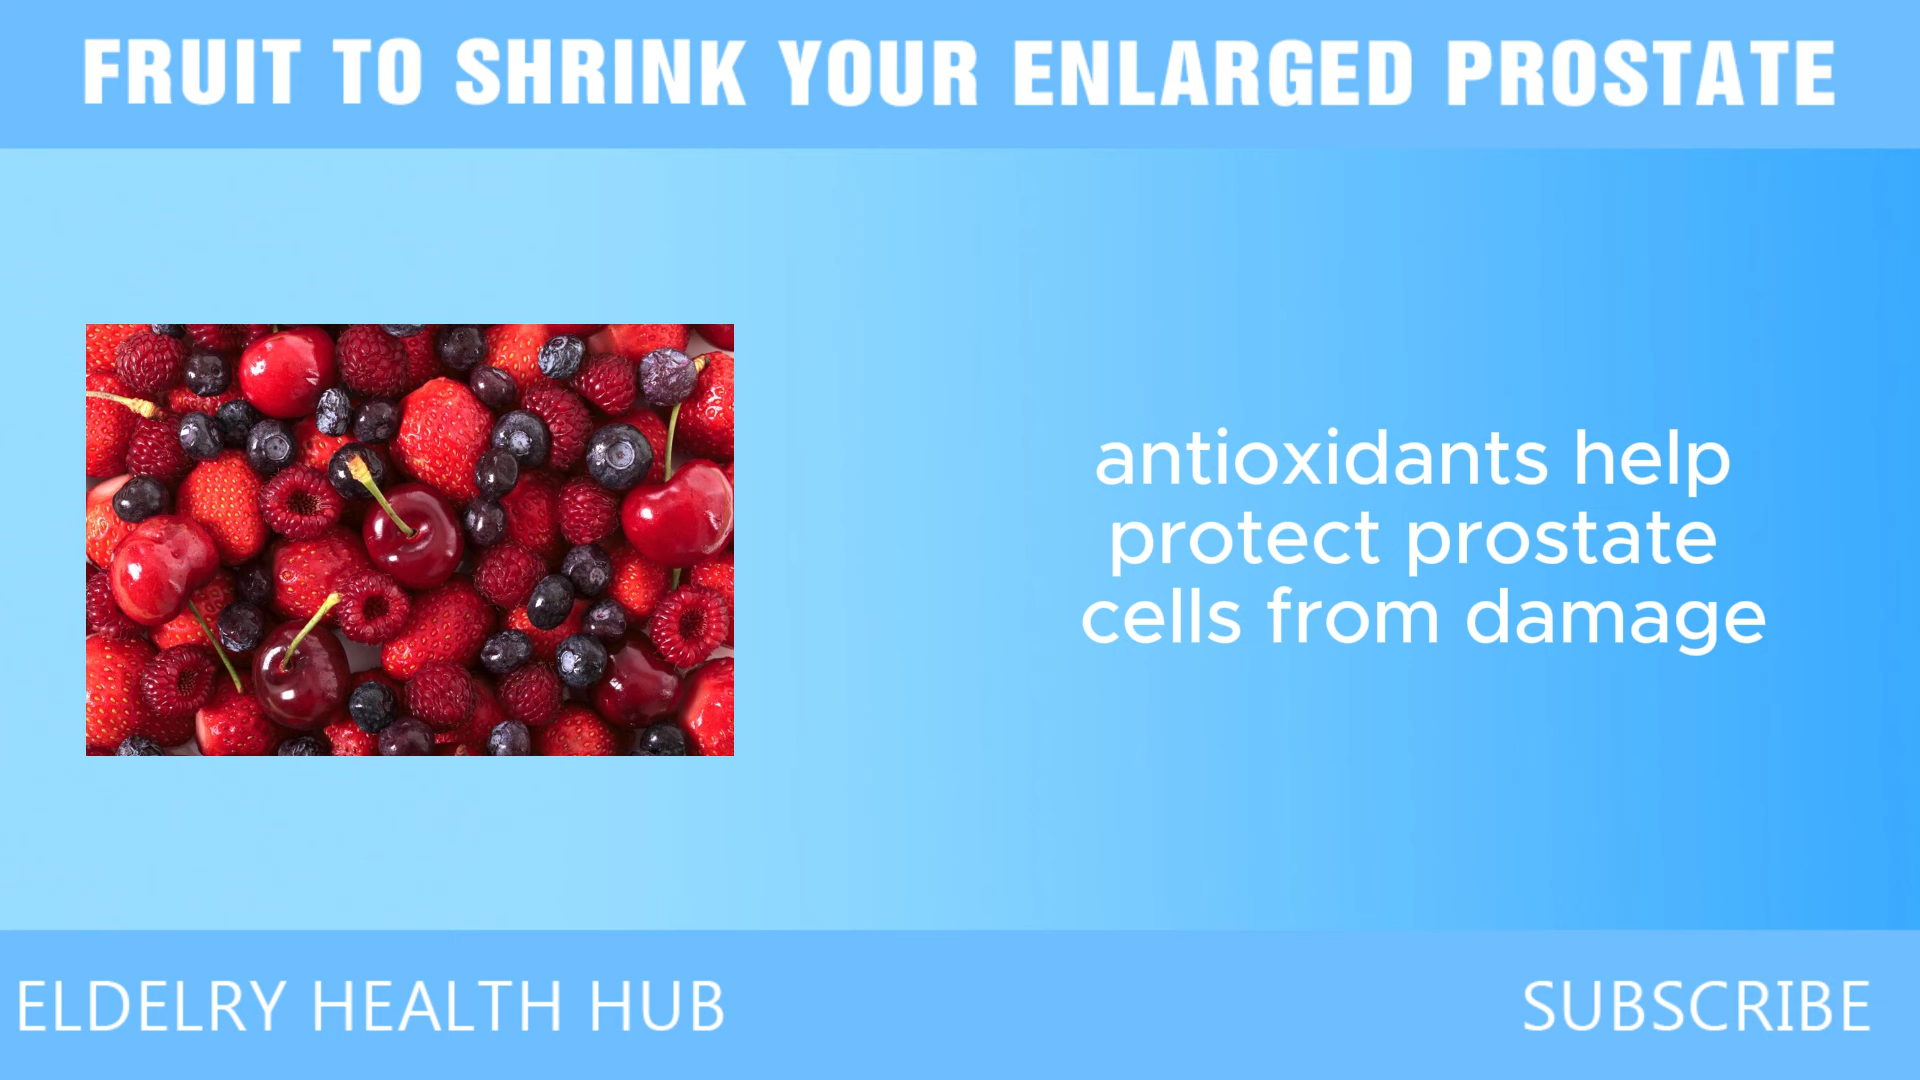 FRUIT TO SHRINK YOUR ENLARGED PROSTATE
antioxidants help
protect prostate
cells from damage
ELDELRY HEALTH HUB
SUBSCRIBE